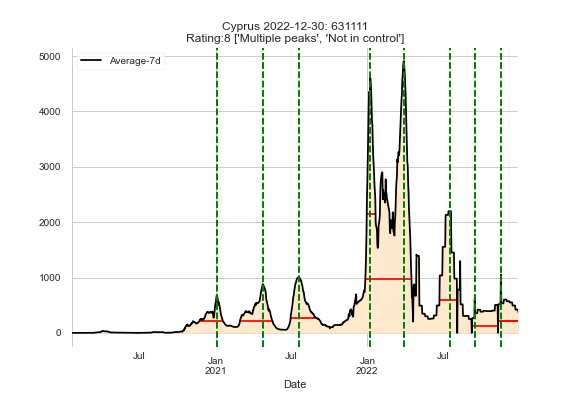 Cyprus 2022-12-30: 631111
Rating:8 ['Multiple peaks', 'Not in control']
Average-7d
5000
4000
3000
2000
1000
0
Jul
Jan
2021
Jul
Jan
2022
Jul
Date